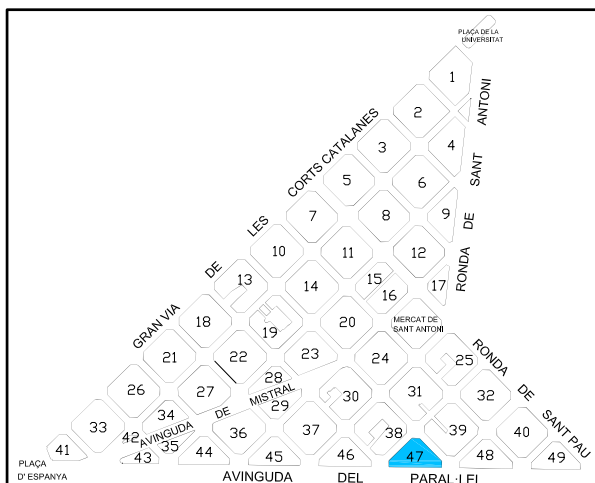 PLAÇA DE LA
UNIVERSITAT
1
2
ANTONI
3
4
CORTS CATALANES
5
6
SANT
7
8
9
DE
LES
10
11
12
RONDA
DE
13
14
15
16
17
GRAN VIA
18
19
20
MERCAT DE
SANT ANTONI
21
22
23
24
25
RONDA
26
27
28
MISTRAL
29
30
31
32
DE
33
34
DE
SANT PAU
42
AVINGUDA
35
36
37
38
39
40
41
43
44
45
46
47
48
49
PLAÇA
D' ESPANYA
AVINGUDA DEL PARAL·LEL